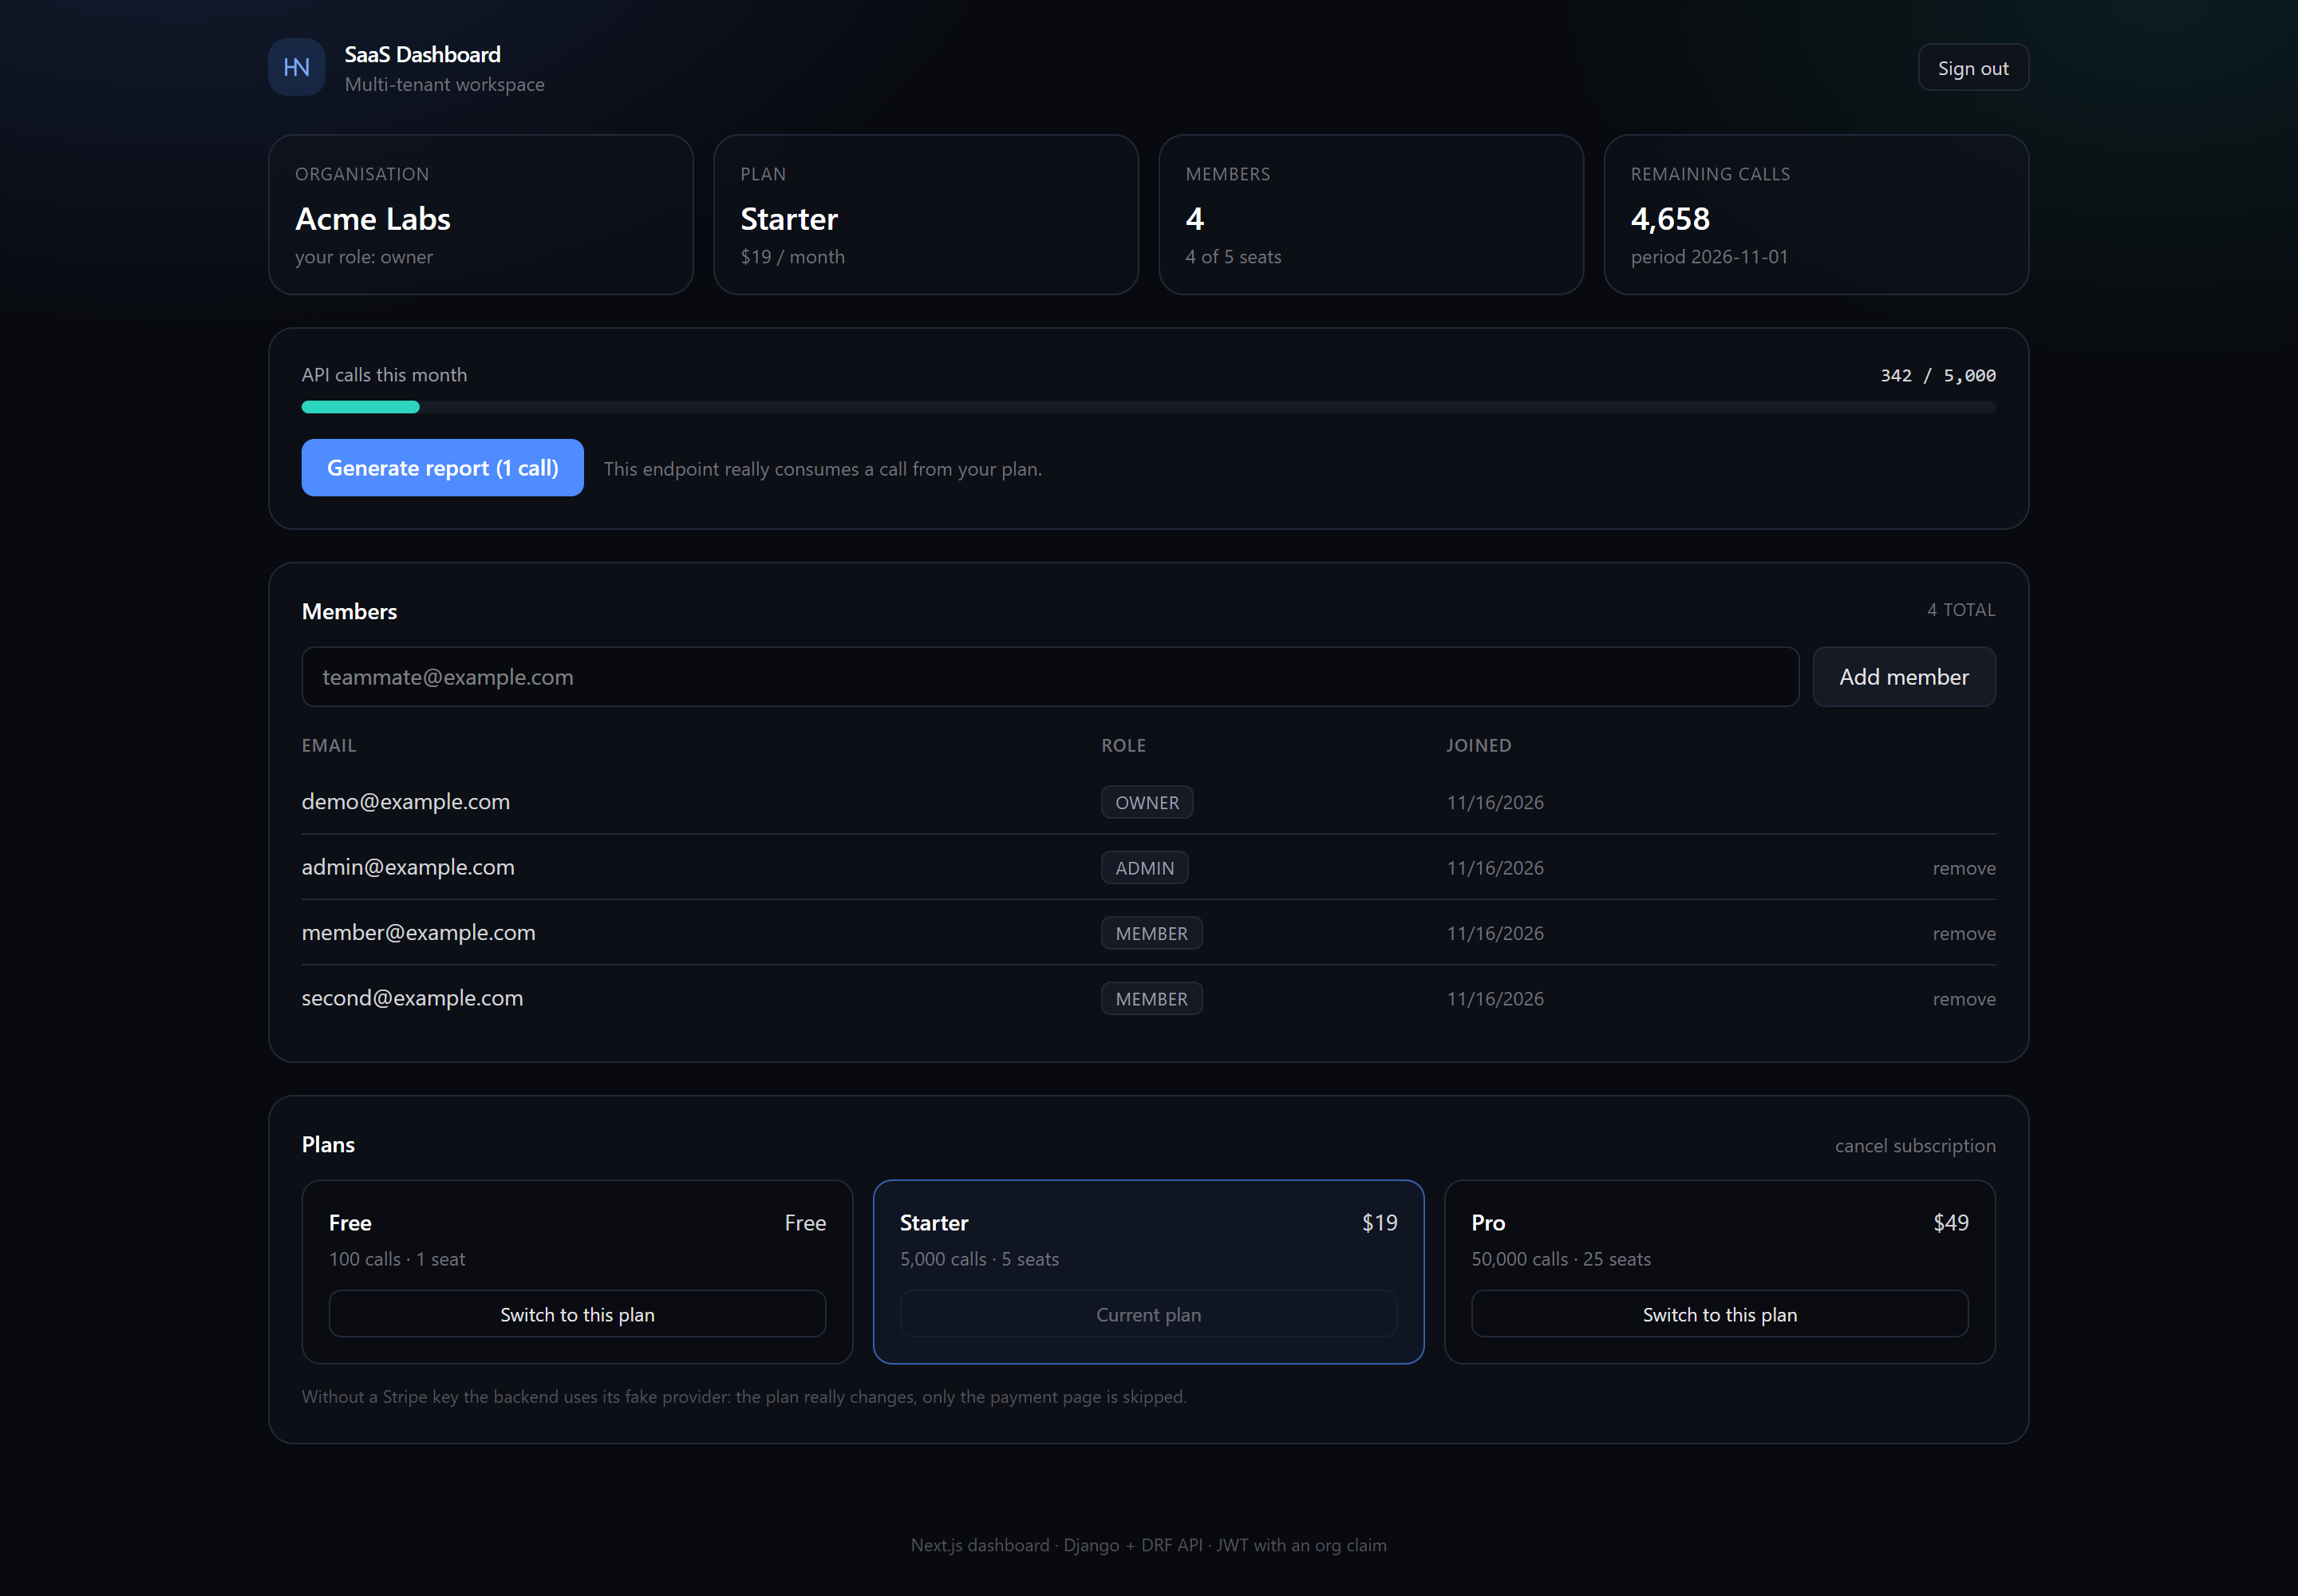 HN
SaaS Dashboard
Multi-tenant workspace
Sign out
ORGANISATION
Acme Labs
your role: owner
PLAN
Starter
$19 / month
MEMBERS
4
4 of 5 seats
REMAINING CALLS
4,658
period 2026-11-01
API calls this month
342 / 5,000
Generate report (1 call)
This endpoint really consumes a call from your plan.
Members
4 TOTAL
teammate@example.com
Add member
EMAIL ROLE JOINED
demo@example.com OWNER 11/16/2026
admin@example.com ADMIN 11/16/2026 remove
member@example.com MEMBER 11/16/2026 remove
second@example.com MEMBER 11/16/2026 remove
Plans
cancel subscription
Free Free
100 calls · 1 seat
Switch to this plan
Starter $19
5,000 calls · 5 seats
Current plan
Pro $49
50,000 calls · 25 seats
Switch to this plan
Without a Stripe key the backend uses its fake provider: the plan really changes, only the payment page is skipped.
Next.js dashboard · Django + DRF API · JWT with an org claim